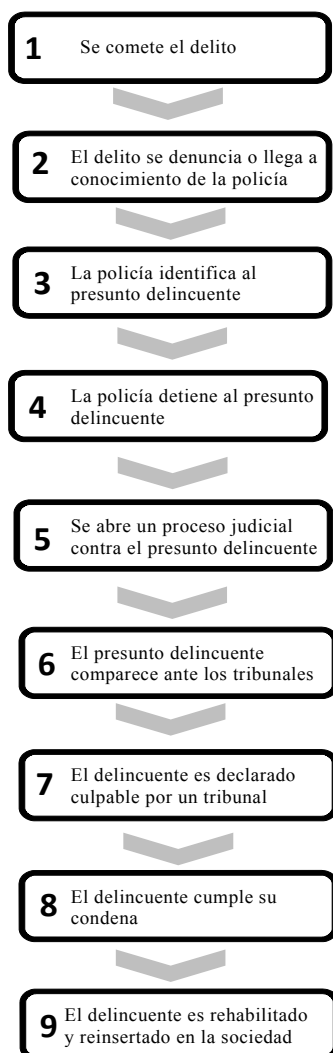 1 Se comete el delito
2 El delito se denuncia o llega a
conocimiento de la policía
3 La policía identifica al
presunto delincuente
4 La policía detiene al presunto
delincuente
5 Se abre un proceso judicial
contra el presunto delincuente
6 El presunto delincuente
comparece ante los tribunales
7 El delincuente es declarado
culpable por un tribunal
8 El delincuente cumple su
condena
9 El delincuente es rehabilitado
y reinsertado en la sociedad